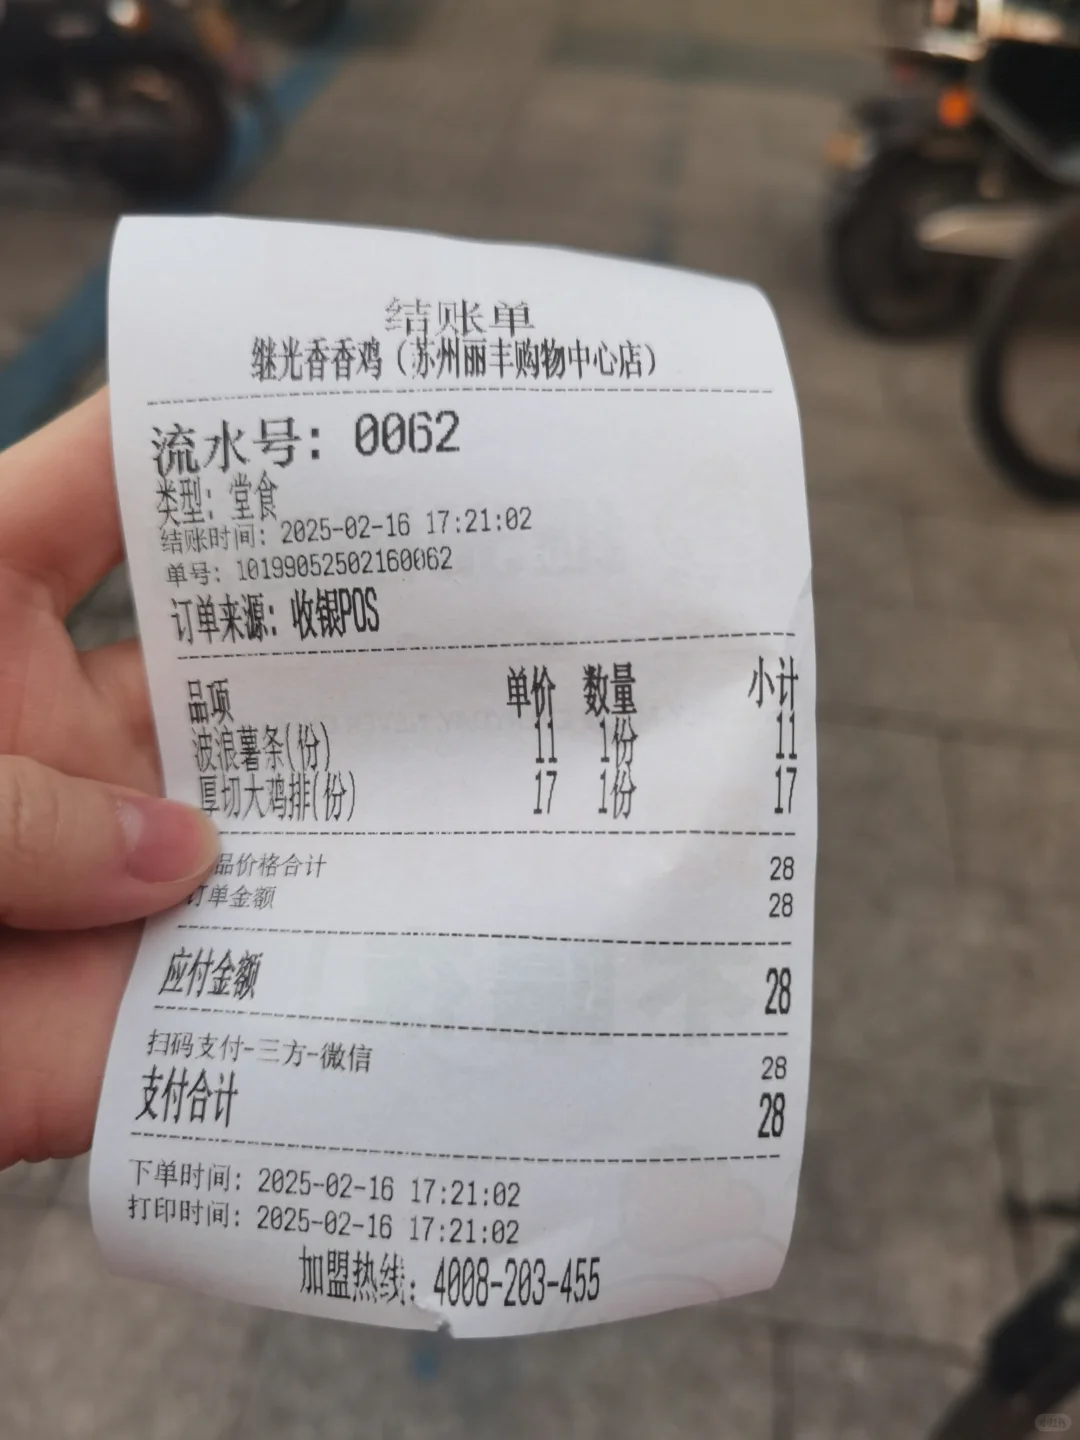 结账单
继光香香鸡（苏州丽丰购物中心店）
流水号: 0062
类型: 堂食
结账时间: 2025-02-16 17:21:02
单号: 10199052502160062
订单来源: 收银POS
品项 单价 数量 小计
波浪薯条(份) 11 1份 11
厚切大鸡排(份) 17 1份 17
品价格合计 28
订单金额 28
应付金额 28
扫码支付-三方-微信 28
支付合计 28
下单时间: 2025-02-16 17:21:02
打印时间: 2025-02-16 17:21:02
加盟热线: 4008-203-455
小红书